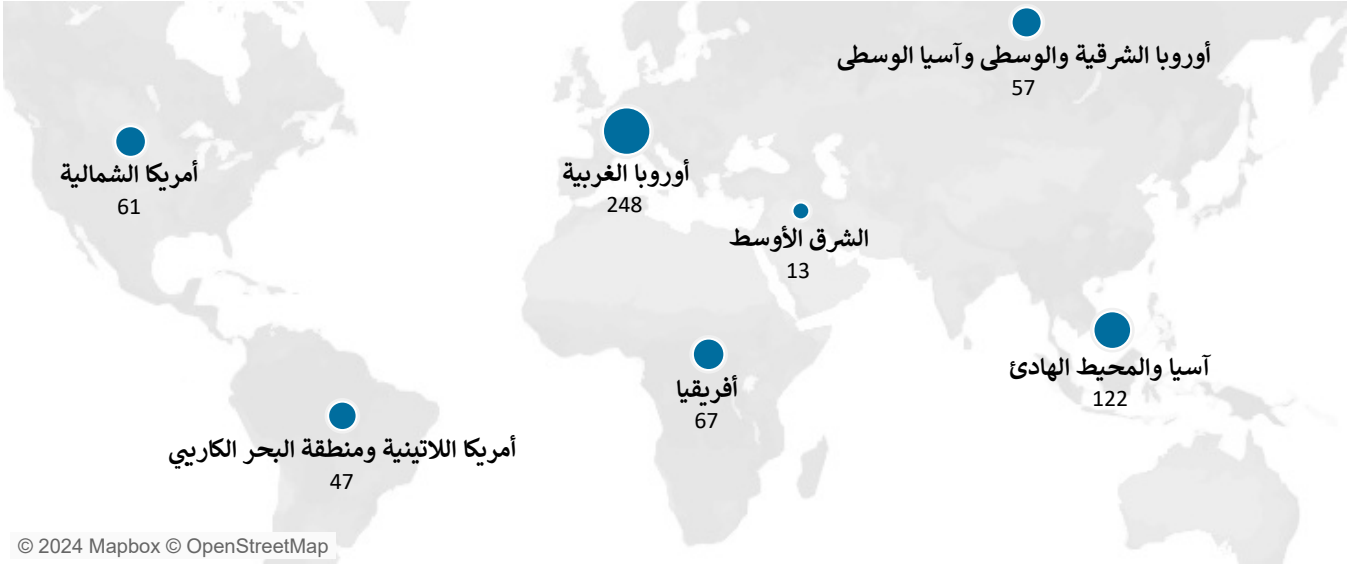 أوروبا الشرقية والوسطى وآسيا الوسطى
57
أمريكا الشمالية
61
أوروبا الغربية
248
الشرق الأوسط
13
آسيا والمحيط الهادئ
122
أفريقيا
67
أمريكا اللاتينية ومنطقة البحر الكاريبي
47
© 2024 Mapbox © OpenStreetMap